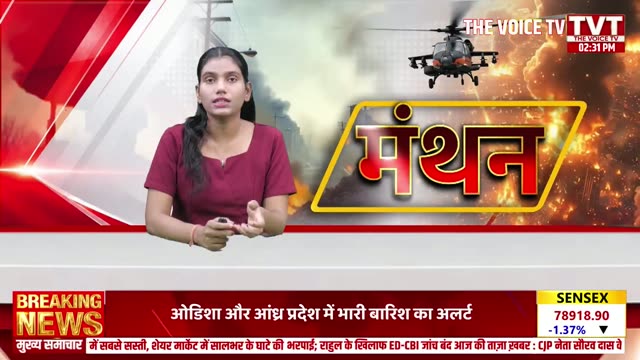 THE VOICE TV
TVT
THE VOICE TV
02:31 PM
मंथन
BREAKING NEWS
ओडिशा और आंध्र प्रदेश में भारी बारिश का अलर्ट
SENSEX
78918.90
-1.37% ▼
मुख्य समाचार
में सबसे सस्ती, शेयर मार्केट में सालभर के घाटे की भरपाई; राहुल के खिलाफ ED-CBI जांच बंद आज की ताज़ा ख़बर : CJP नेता सौरव दास वे